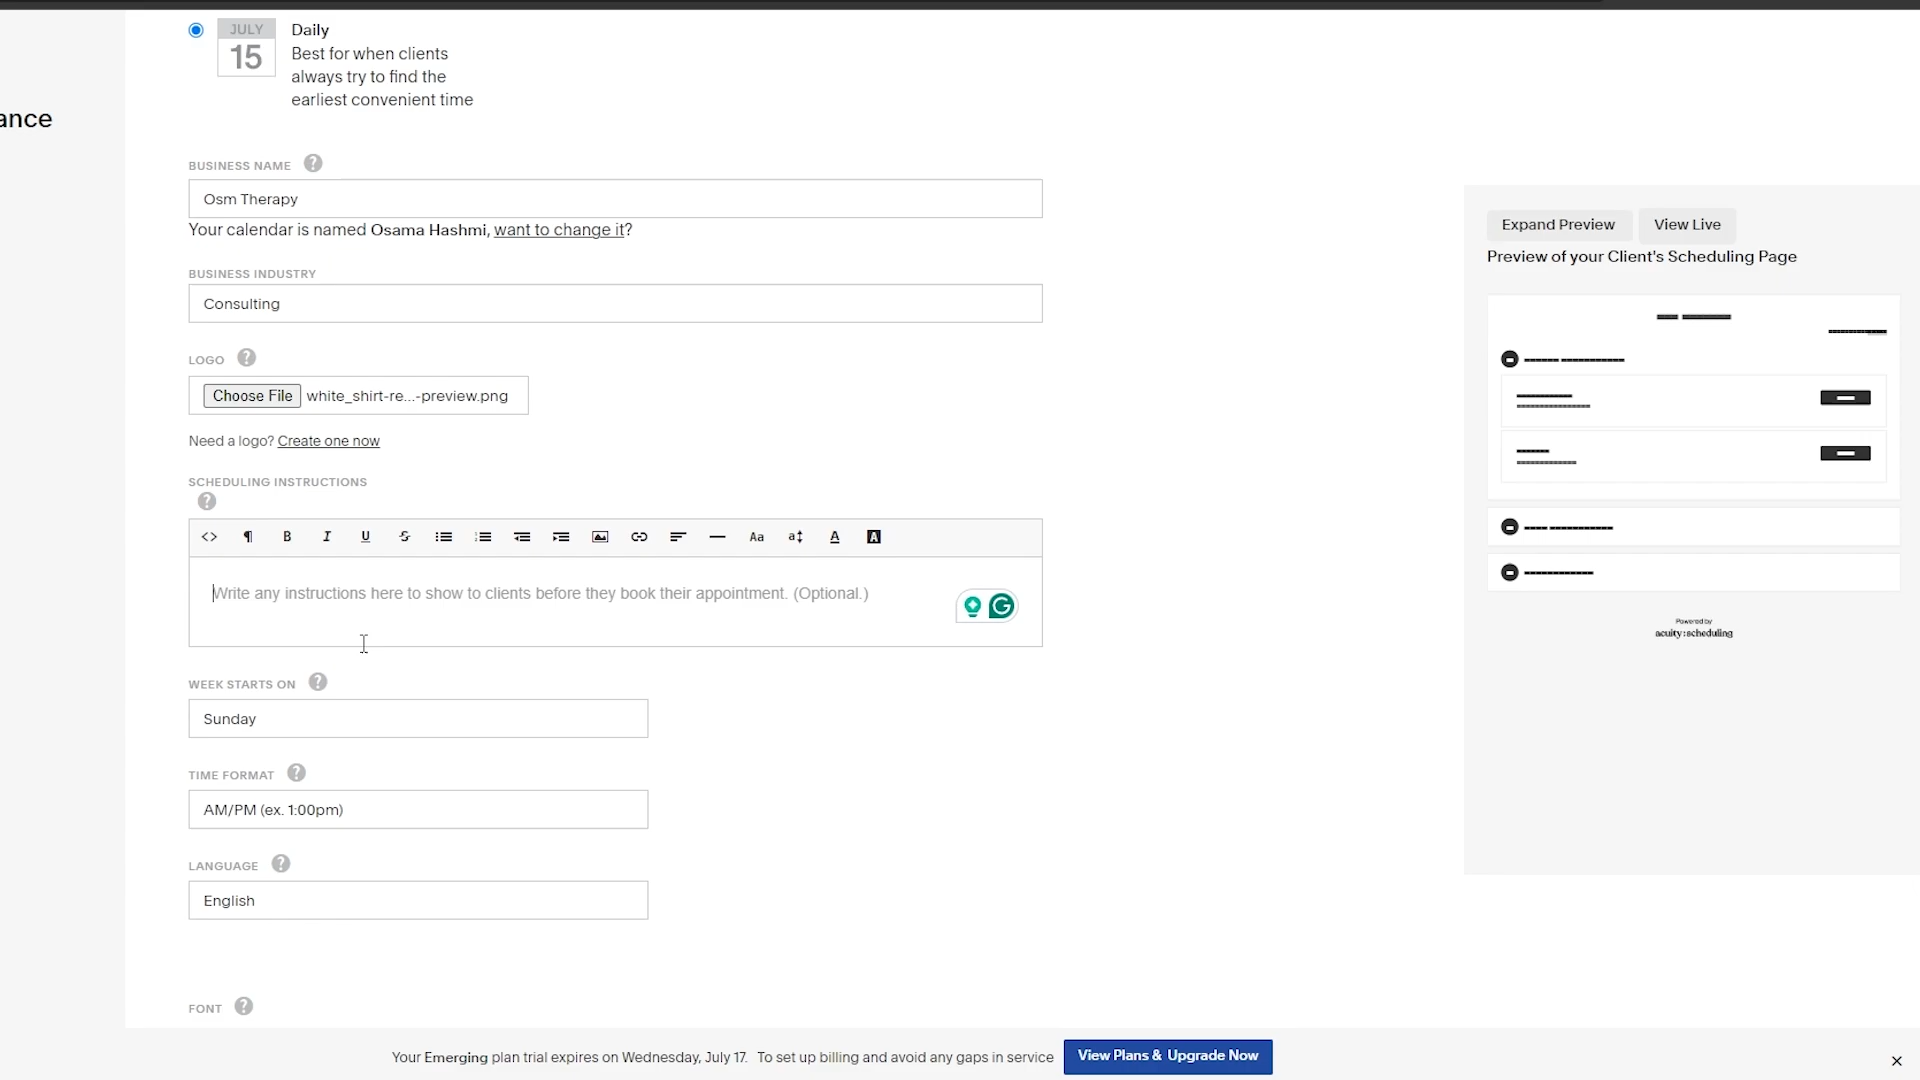 JULY
15
Daily
Best for when clients
always try to find the
earliest convenient time
ance
BUSINESS NAME ?
Osm Therapy
Your calendar is named Osama Hashmi, want to change it?
BUSINESS INDUSTRY
Consulting
LOGO ?
Choose File white_shirt-re...-preview.png
Need a logo? Create one now
SCHEDULING INSTRUCTIONS
?
<> ¶ B I U S Aa a A A
Write any instructions here to show to clients before they book their appointment. (Optional.)
WEEK STARTS ON ?
Sunday
TIME FORMAT ?
AM/PM (ex. 1:00pm)
LANGUAGE ?
English
FONT ?
Expand Preview View Live
Preview of your Client's Scheduling Page
Powered by
acuity:scheduling
Your Emerging plan trial expires on Wednesday, July 17. To set up billing and avoid any gaps in service View Plans & Upgrade Now ×